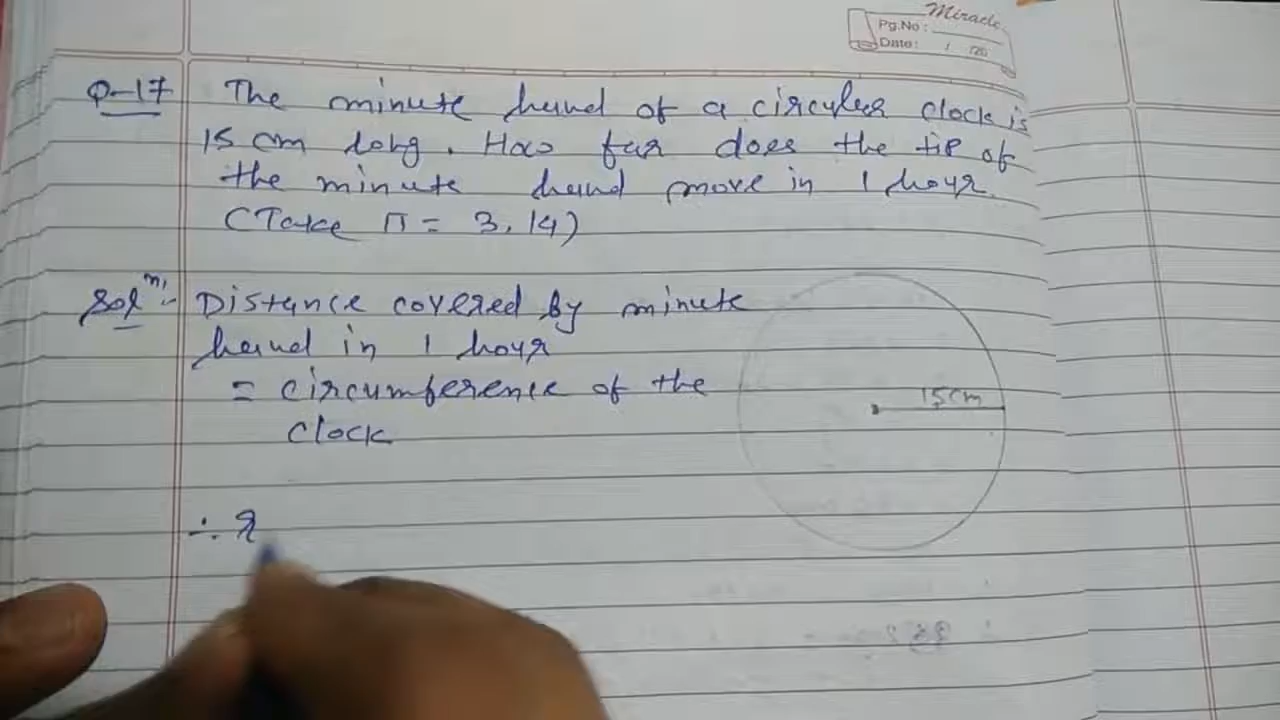 Miracle
Pg.No :
Date: / /20
Q-17 The minute hand of a circular clock is
15 cm long. How far does the tip of
the minute hand move in 1 hour.
(Take π = 3.14)
Solⁿ:- Distance covered by minute
hand in 1 hour
= circumference of the
clock
15cm
∴ r